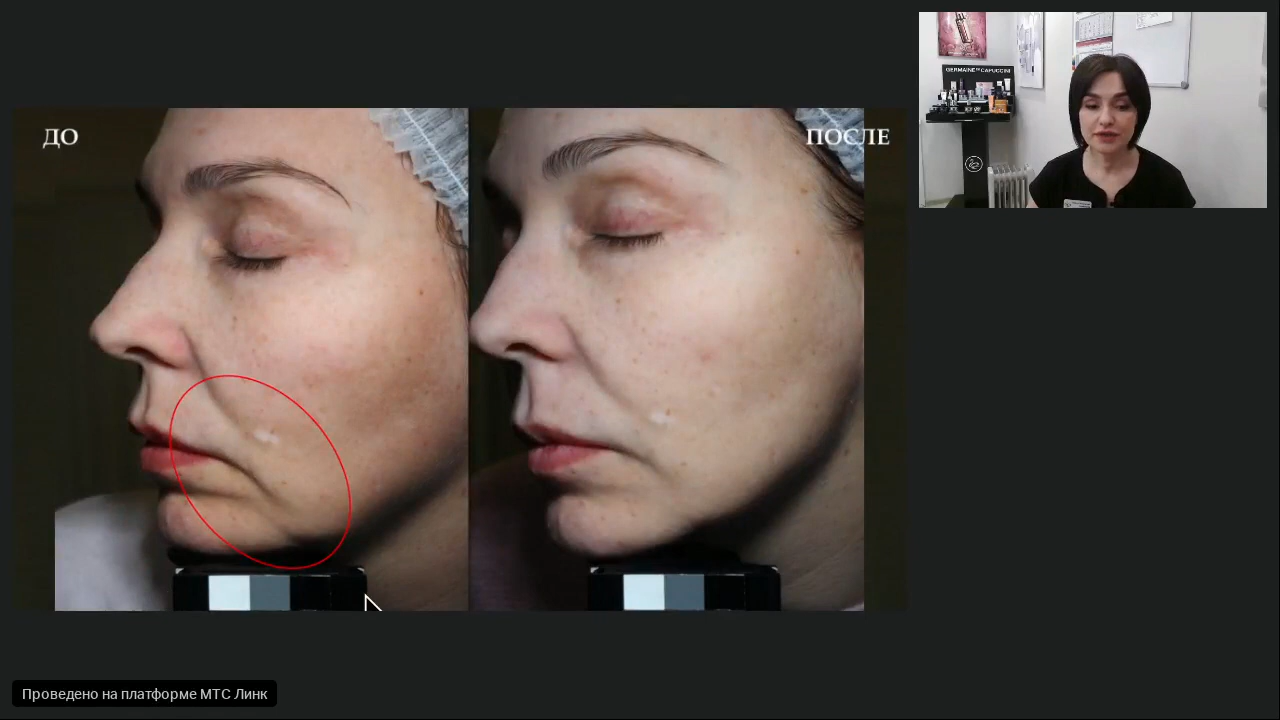 ДО
ПОСЛЕ
GERMAINE DE CAPUCCINI
Проведено на платформе МТС Линк